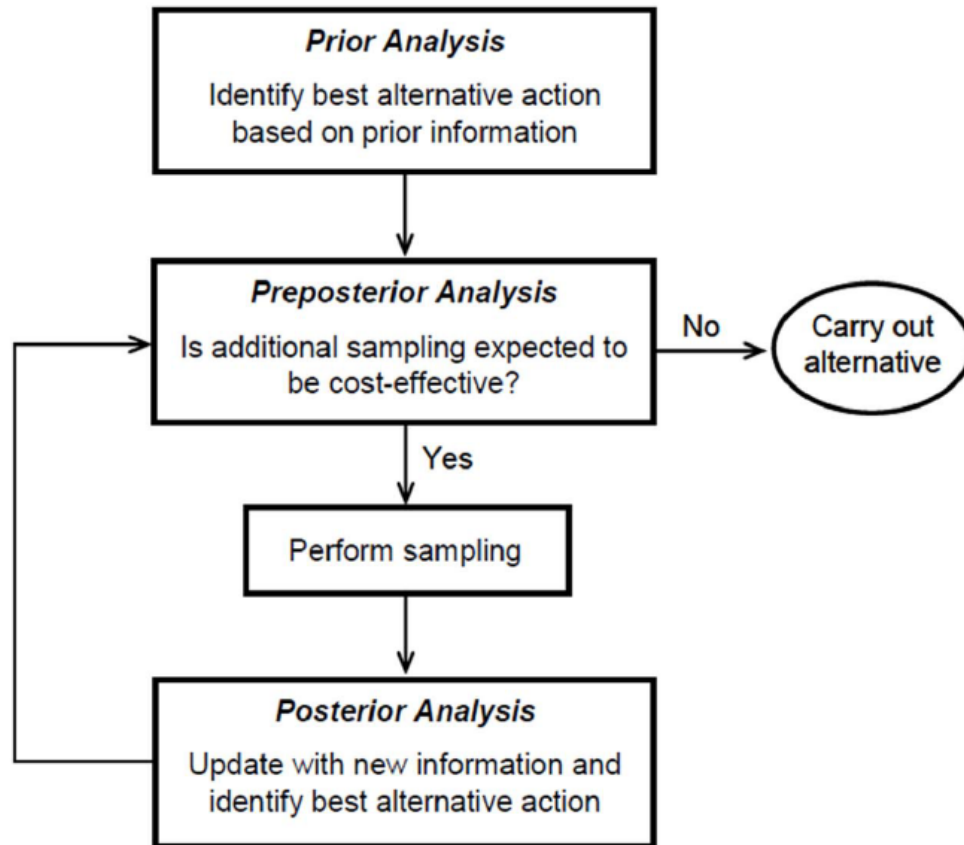 Prior Analysis
Identify best alternative action
based on prior information
Preposterior Analysis
Is additional sampling expected to
be cost-effective?
No
Carry out
alternative
Yes
Perform sampling
Posterior Analysis
Update with new information and
identify best alternative action